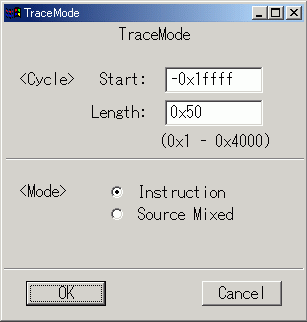 TraceMode
TraceMode
<Cycle> Start: -0x1ffff
Length: 0x50
(0x1 - 0x4000)
<Mode> Instruction
Source Mixed
OK Cancel